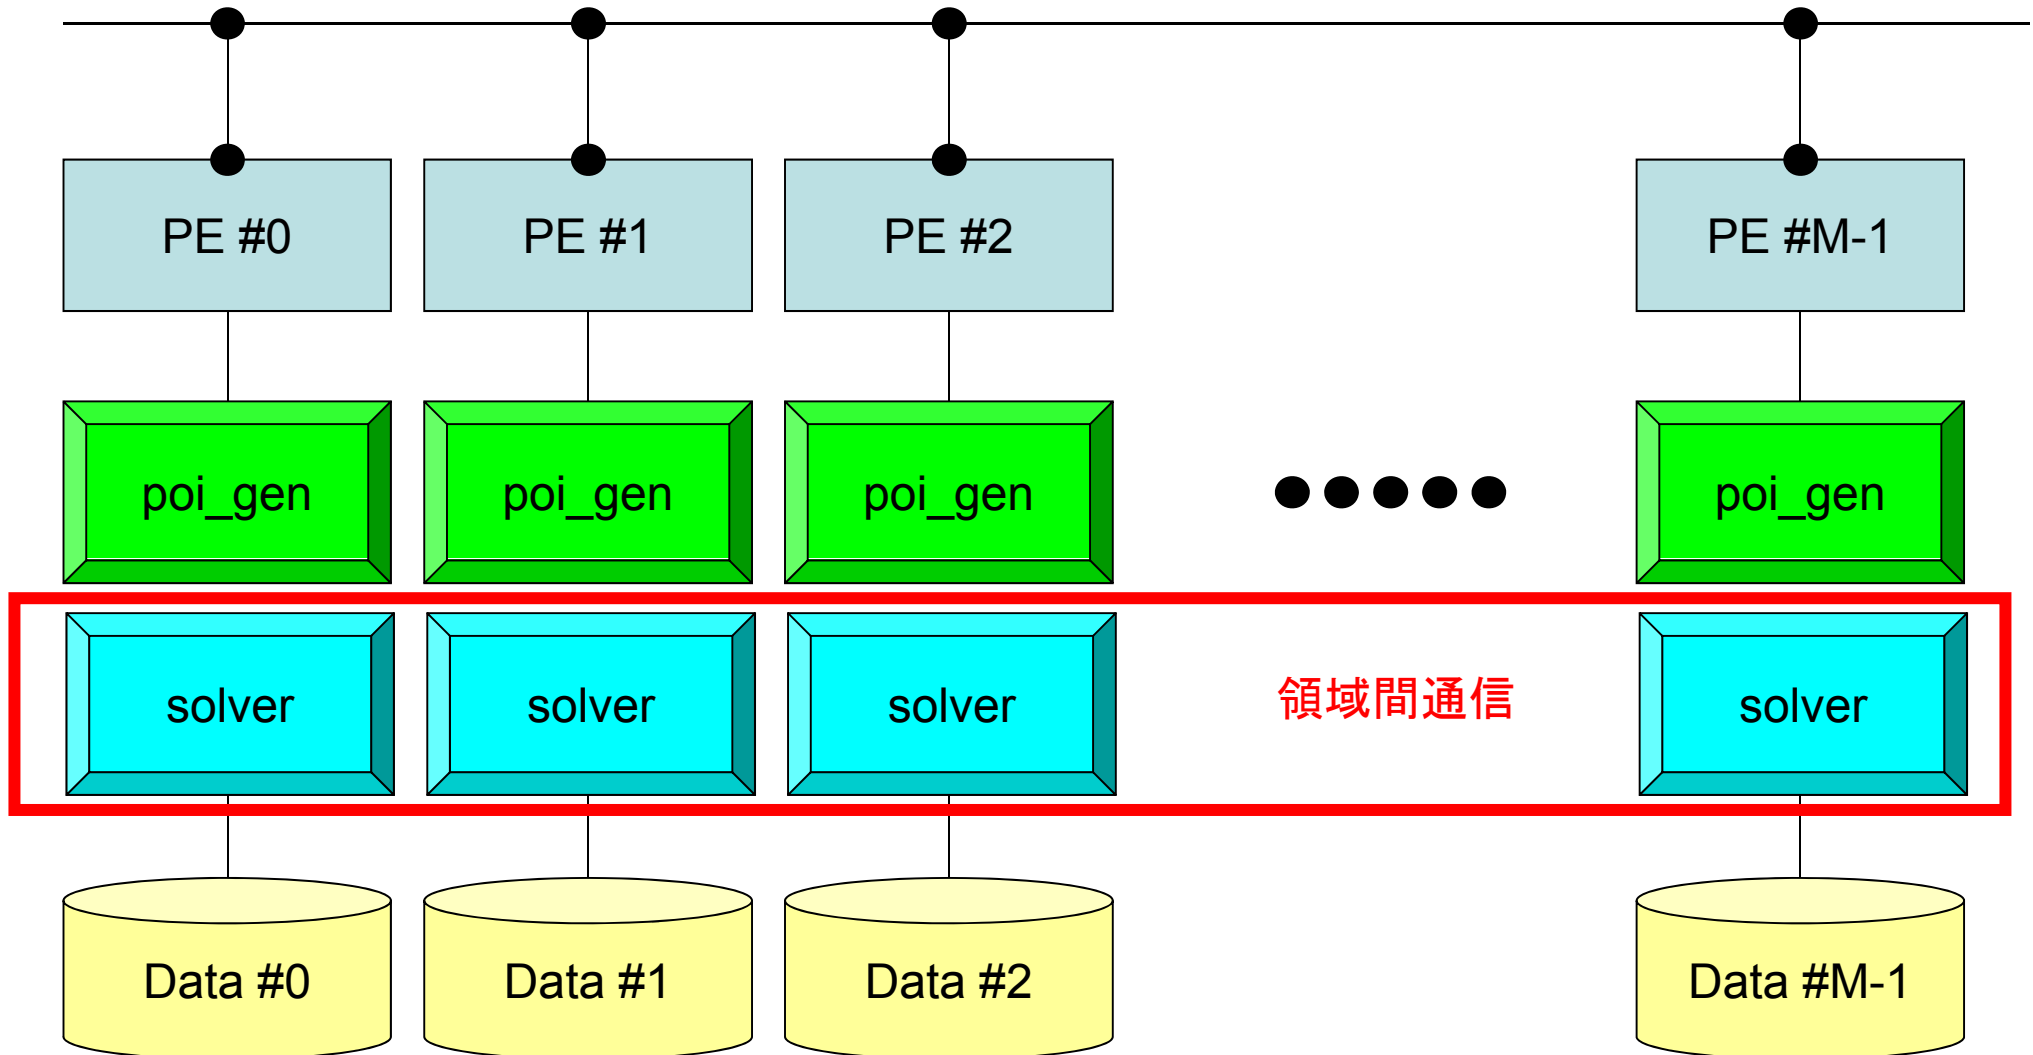 PE #0
PE #1
PE #2
PE #M-1
poi_gen
poi_gen
poi_gen
poi_gen
solver
solver
solver
領域間通信
solver
Data #0
Data #1
Data #2
Data #M-1